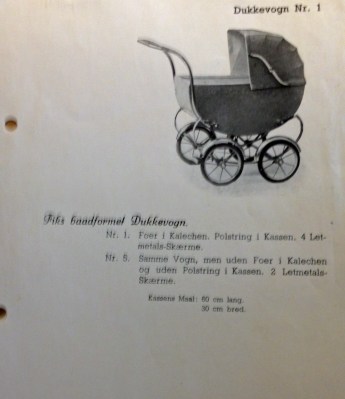 Dukkevogn Nr. 1
Fiks baadformet Dukkevogn.
Nr. 1. Foer i Kalechen. Polstring i Kassen. 4 Let-
metals-Skærme.
Nr. 5. Samme Vogn, men uden Foer i Kalechen
og uden Polstring i Kassen. 2 Letmetals-
Skærme.
Kassens Maal: 60 cm lang.
30 cm bred.